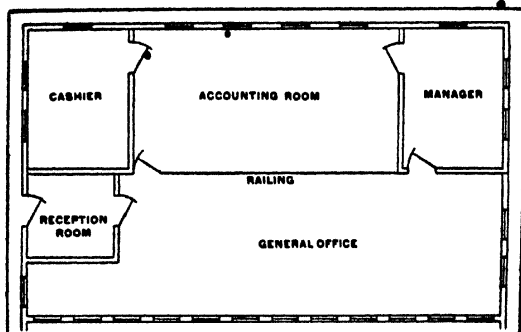 CASHIER
ACCOUNTING ROOM
MANAGER
RAILING
RECEPTION
ROOM
GENERAL OFFICE